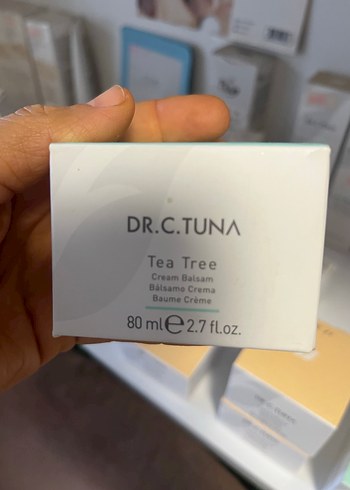 DR.C.TUNA
Tea Tree
Cream Balsam
Bálsamo Crema
Baume Crème
80 ml ℮ 2.7 fl.oz.